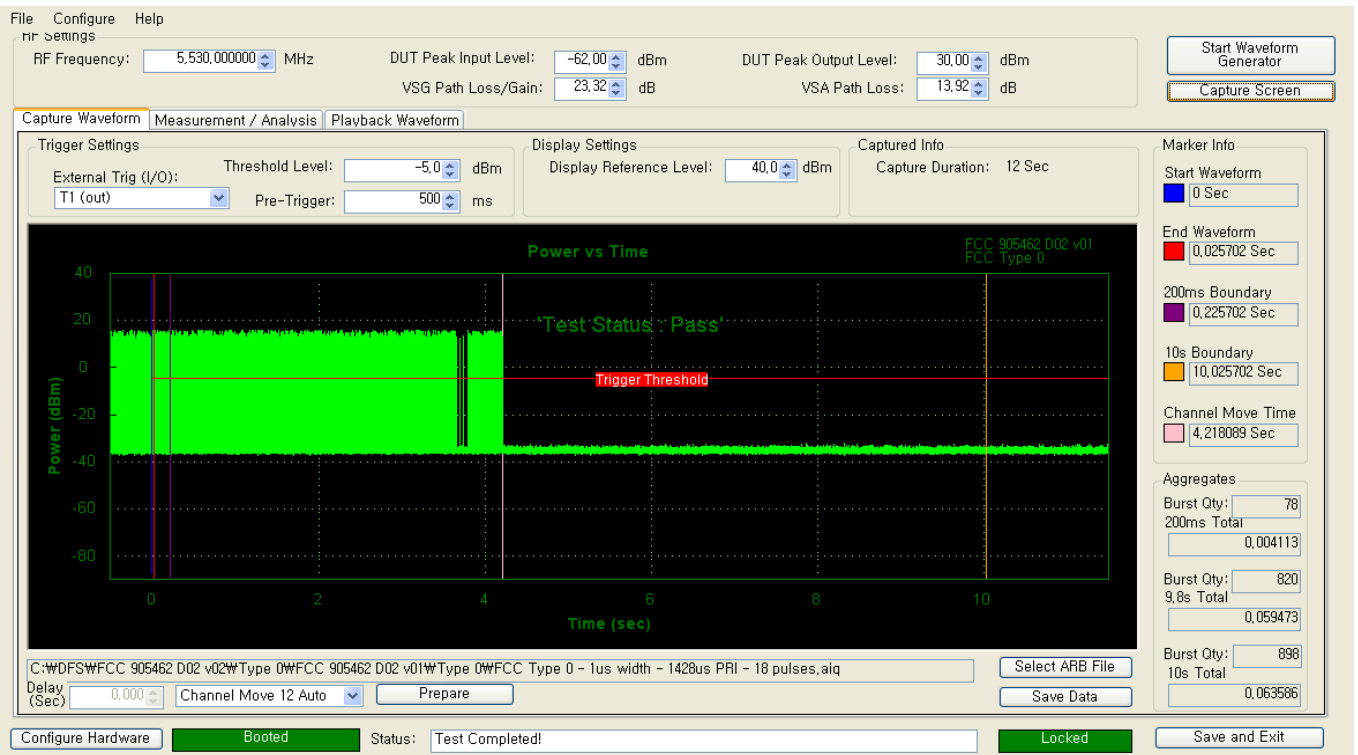 File Configure Help
RF Settings
RF Frequency: 5,530,000000 MHz
DUT Peak Input Level: -62,00 dBm
DUT Peak Output Level: 30,00 dBm
VSG Path Loss/Gain: 23,32 dB
VSA Path Loss: 13,92 dB
Start Waveform
Generator
Capture Screen
Capture Waveform Measurement / Analysis Playback Waveform
Trigger Settings
External Trig (I/O):
T1 (out)
Threshold Level: -5,0 dBm
Pre-Trigger: 500 ms
Display Settings
Display Reference Level: 40,0 dBm
Captured Info
Capture Duration: 12 Sec
Marker Info
Start Waveform
0 Sec
End Waveform
0,025702 Sec
200ms Boundary
0,225702 Sec
10s Boundary
10,025702 Sec
Channel Move Time
4,218089 Sec
Power vs Time
FCC 905462 D02 v01
FCC Type 0
'Test Status : Pass'
Trigger Threshold
Power (dBm)
40
20
0
-20
-40
-60
-80
0 2 4 6 8 10
Time (sec)
Aggregates
Burst Qty: 78
200ms Total
0,004113
Burst Qty: 820
9,8s Total
0,059473
Burst Qty: 898
10s Total
0,063586
C:₩DFS₩FCC 905462 D02 v02₩Type 0₩FCC 905462 D02 v01₩Type 0₩FCC Type 0 - 1us width - 1428us PRI - 18 pulses,aiq
Select ARB File
Delay
(Sec) 0,000 Channel Move 12 Auto Prepare
Save Data
Configure Hardware Booted Status: Test Completed! Locked Save and Exit